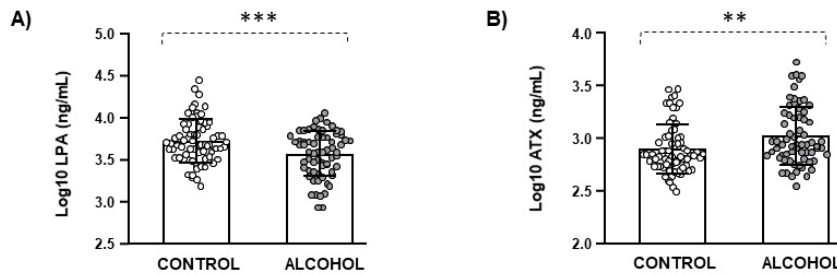 A)
***
Log10 LPA (ng/mL)
5.0
4.5
4.0
3.5
3.0
2.5
CONTROL
ALCOHOL
B)
**
Log10 ATX (ng/mL)
4.0
3.5
3.0
2.5
2.0
CONTROL
ALCOHOL